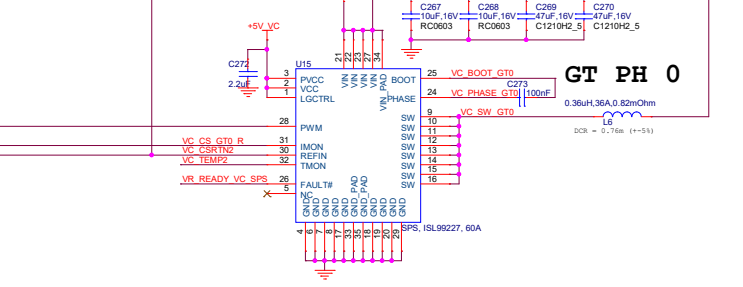 C267
10uF,16V
RC0603
C268
10uF,16V
RC0603
C269
47uF,16V
C1210H2_5
C270
47uF,16V
C1210H2_5
+5V_VC
C272
2.2uF
U15
21
22
23
27
34
VIN
VIN
VIN
VIN
VIN_PAD
3 PVCC
2 VCC
1 LGCTRL
28 PWM
VC_CS_GT0_R 31 IMON
VC_CSRTN2 30 REFIN
VC_TEMP2 32 TMON
VR_READY_VC_SPS 26 FAULT#
5 NC
BOOT 25 VC_BOOT_GT0
PHASE 24 VC_PHASE_GT0
C273
100nF
GT PH 0
SW 9 VC_SW_GT0
SW 10
SW 11
SW 12
SW 13
SW 14
SW 15
SW 16
0.36uH,36A,0.82mOhm
L6
DCR = 0.76m (+-5%)
GND
GND
GND
GND
GND
GND_PAD
GND_PAD
GND
GND
GND
GND
4
6
7
8
17
33
35
18
19
20
29
SPS, ISL99227, 60A